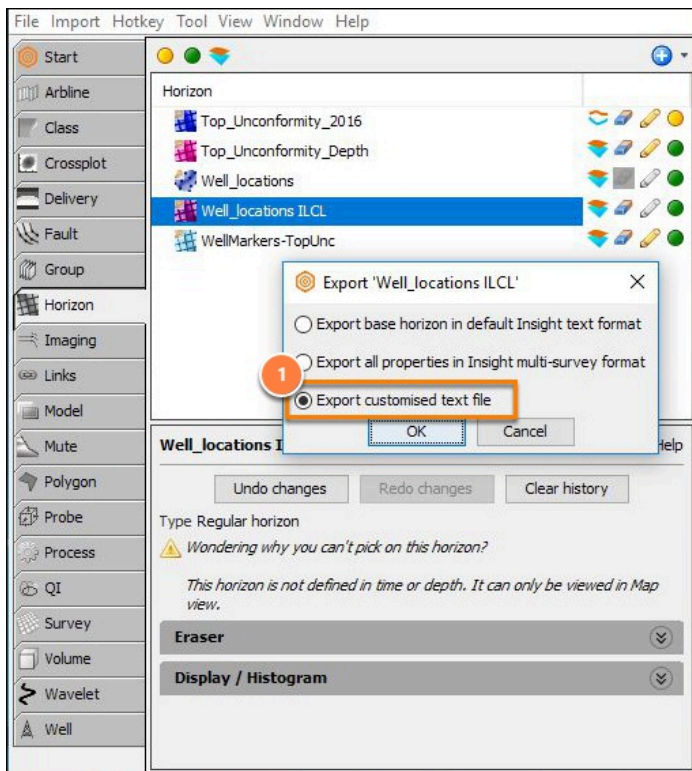 File Import Hotkey Tool View Window Help
Start
Arbline
Class
Crossplot
Delivery
Fault
Group
Horizon
Imaging
Links
Model
Mute
Polygon
Probe
Process
QI
Survey
Volume
Wavelet
Well
Horizon
Top_Unconformity_2016
Top_Unconformity_Depth
Well_locations
Well_locations ILCL
WellMarkers-TopUnc
Export 'Well_locations ILCL'
Export base horizon in default Insight text format
Export all properties in Insight multi-survey format
1
Export customised text file
OK Cancel
Well_locations I Help
Undo changes Redo changes Clear history
Type Regular horizon
Wondering why you can't pick on this horizon?
This horizon is not defined in time or depth. It can only be viewed in Map
view.
Eraser
Display / Histogram